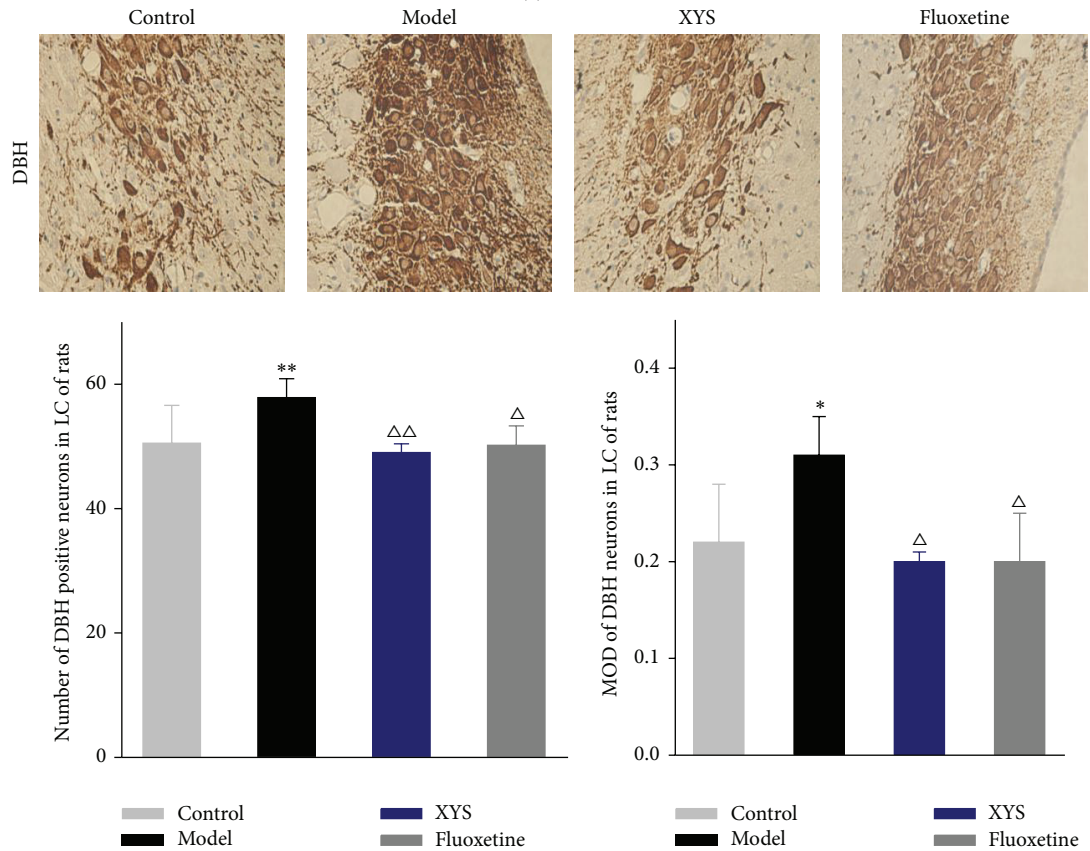 Control Model XYS Fluoxetine
DBH
Number of DBH positive neurons in LC of rats
60
40
20
0
**
△△
△
Control
Model
XYS
Fluoxetine
MOD of DBH neurons in LC of rats
0.4
0.3
0.2
0.1
0.0
*
△
△
Control
Model
XYS
Fluoxetine